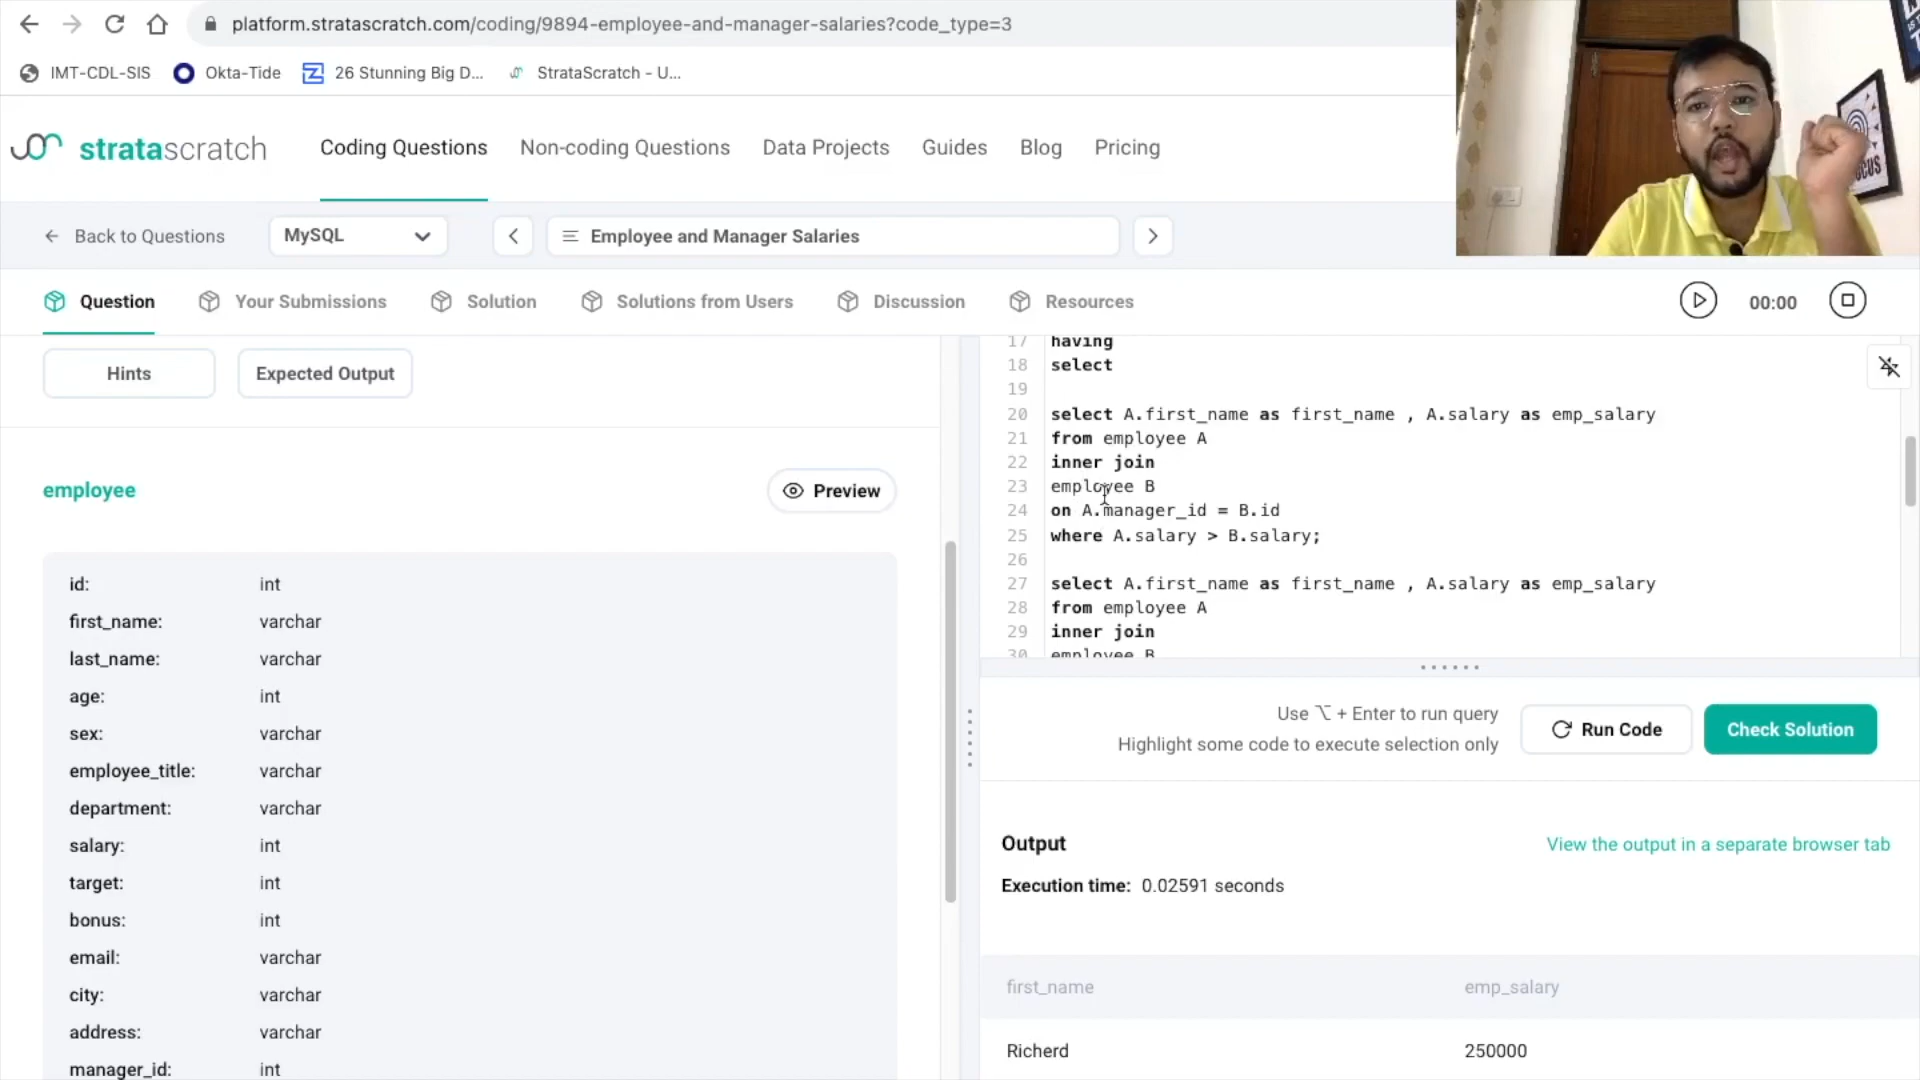 platform.stratascratch.com/coding/9894-employee-and-manager-salaries?code_type=3
IMT-CDL-SIS Okta-Tide 26 Stunning Big D... StrataScratch - U...
stratascratch Coding Questions Non-coding Questions Data Projects Guides Blog Pricing
Back to Questions MySQL Employee and Manager Salaries
Question Your Submissions Solution Solutions from Users Discussion Resources 00:00
Hints Expected Output
employee Preview
id: int
first_name: varchar
last_name: varchar
age: int
sex: varchar
employee_title: varchar
department: varchar
salary: int
target: int
bonus: int
email: varchar
city: varchar
address: varchar
manager_id: int
17 having
18 select
19
20 select A.first_name as first_name , A.salary as emp_salary
21 from employee A
22 inner join
23 employee B
24 on A.manager_id = B.id
25 where A.salary > B.salary;
26
27 select A.first_name as first_name , A.salary as emp_salary
28 from employee A
29 inner join
30 employee B
Use ⌥ + Enter to run query
Highlight some code to execute selection only
Run Code Check Solution
Output View the output in a separate browser tab
Execution time: 0.02591 seconds
first_name emp_salary
Richerd 250000